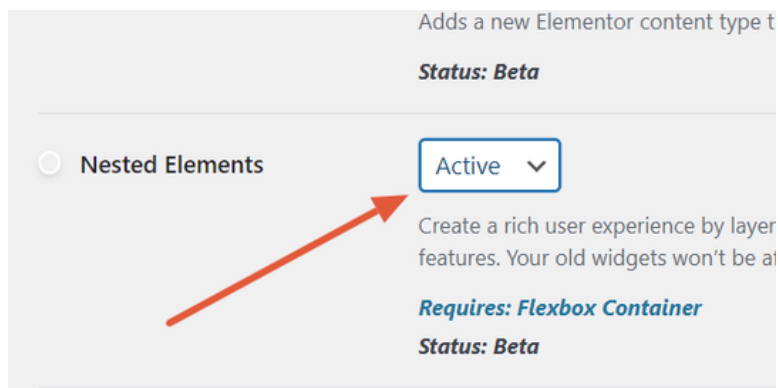 Adds a new Elementor content type t
Status: Beta
Nested Elements
Active
Create a rich user experience by layer
features. Your old widgets won't be
Requires: Flexbox Container
Status: Beta